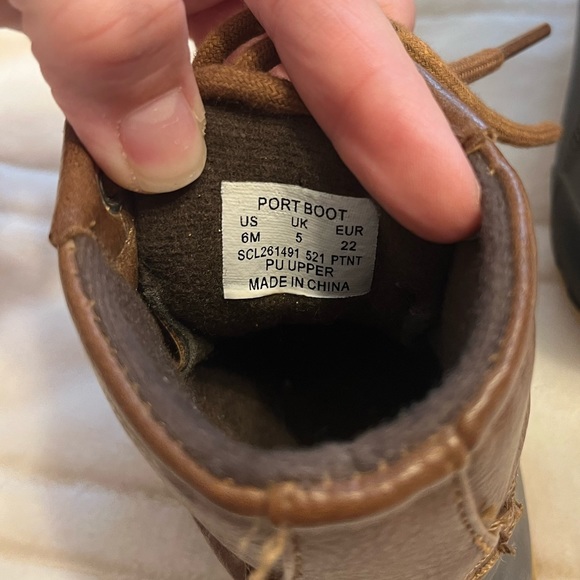 PORT BOOT
US UK EUR
6M 5 22
SCL261491 521 PTNT
PU UPPER
MADE IN CHINA